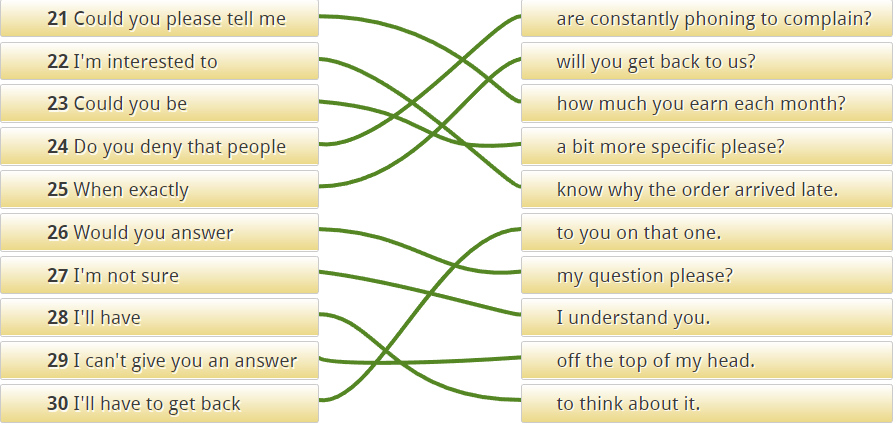 21 Could you please tell me are constantly phoning to complain?
22 I'm interested to will you get back to us?
23 Could you be how much you earn each month?
24 Do you deny that people a bit more specific please?
25 When exactly know why the order arrived late.
26 Would you answer to you on that one.
27 I'm not sure my question please?
28 I'll have I understand you.
29 I can't give you an answer off the top of my head.
30 I'll have to get back to think about it.